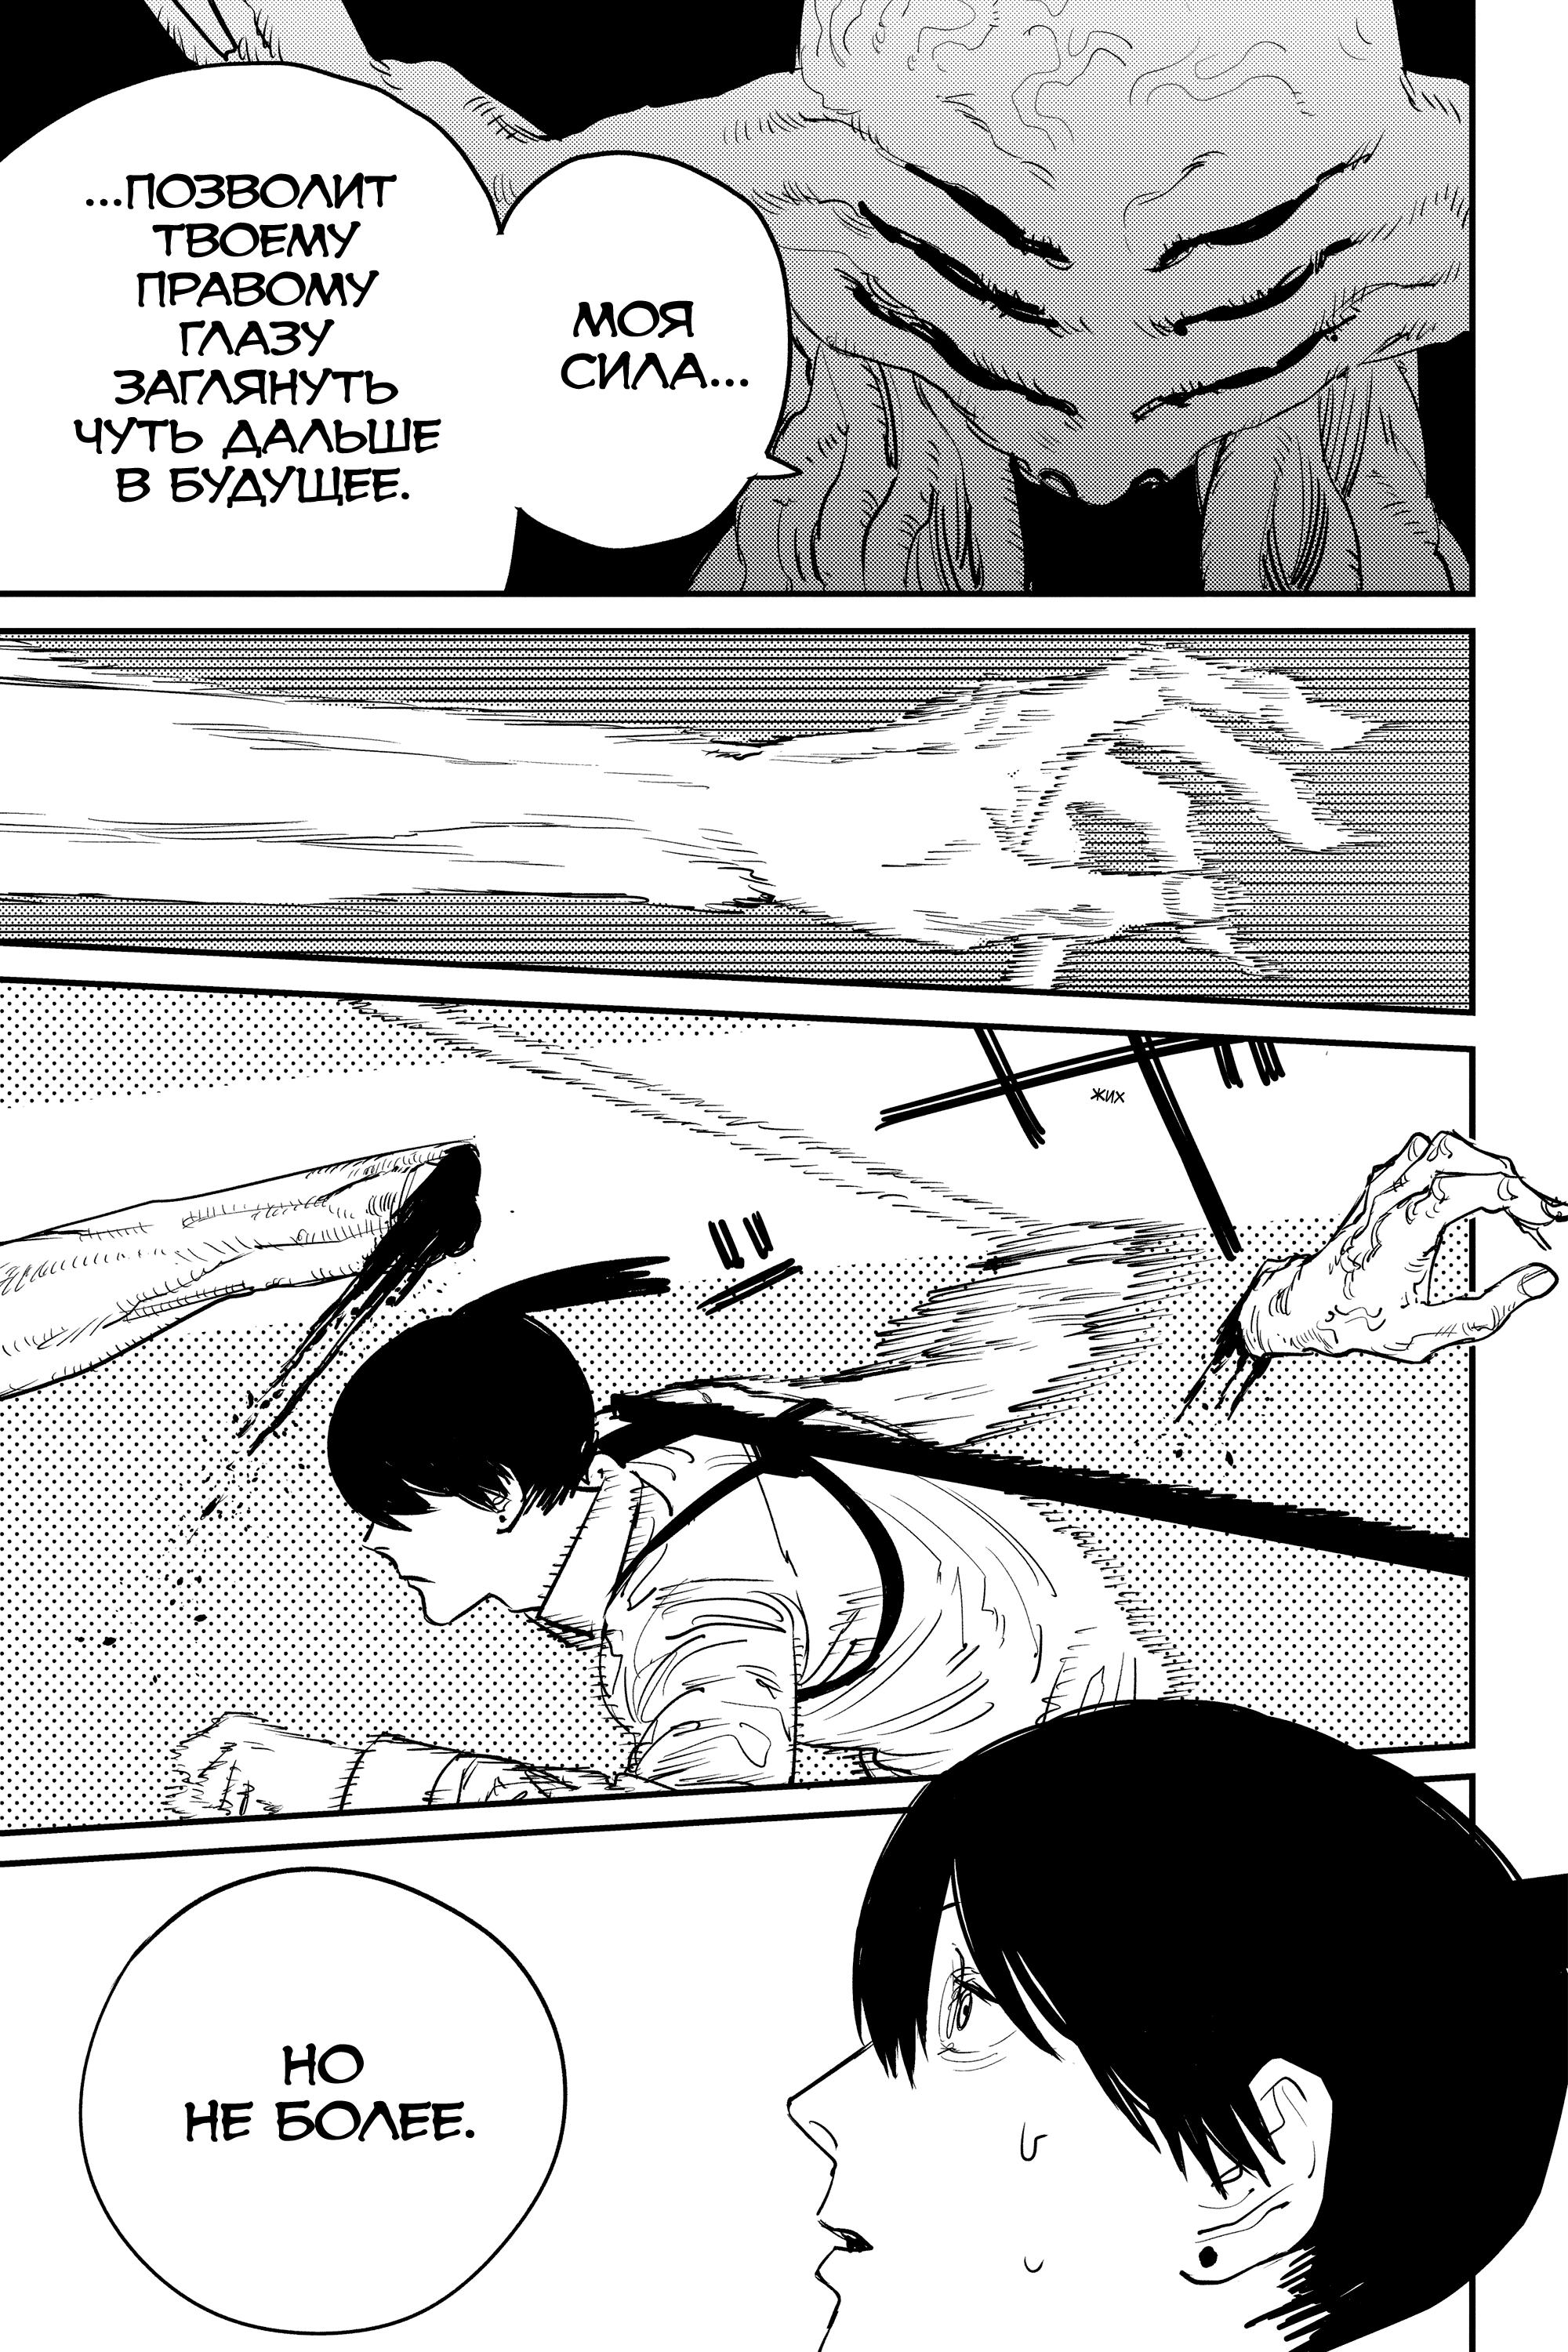 МОЯ
СИЛА...
...ПОЗВОЛИТ
ТВОЕМУ
ПРАВОМУ
ГЛАЗУ
ЗАГЛЯНУТЬ
ЧУТЬ ДАЛЬШЕ
В БУДУЩЕЕ.
ЖИХ
НО
НЕ БОЛЕЕ.